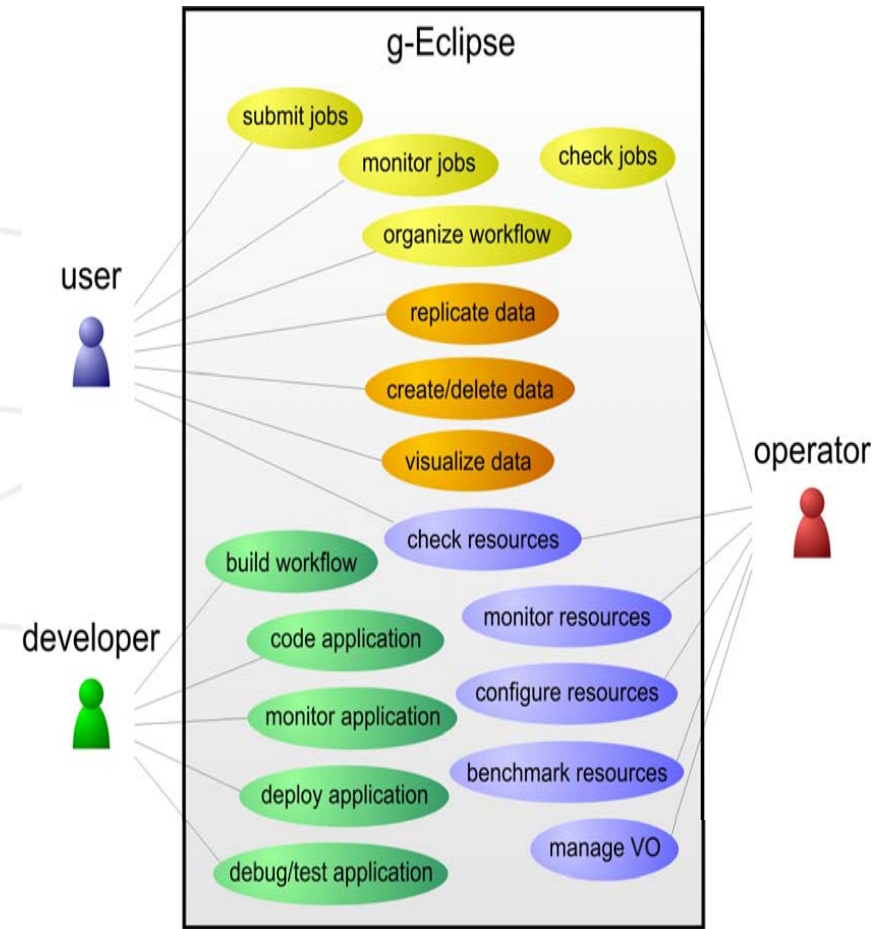 g-Eclipse
submit jobs
monitor jobs
check jobs
organize workflow
user
replicate data
create/delete data
visualize data
operator
check resources
build workflow
monitor resources
developer
code application
configure resources
monitor application
benchmark resources
deploy application
manage VO
debug/test application